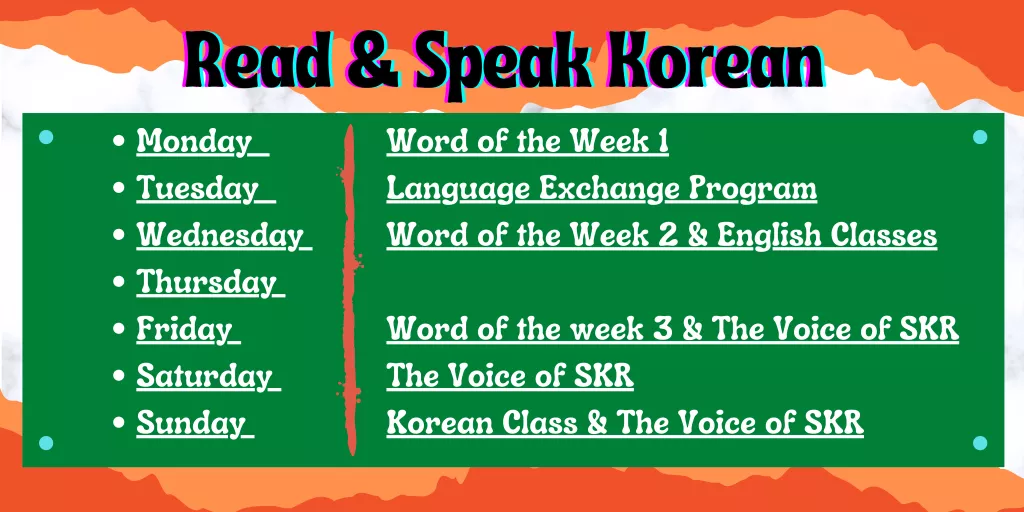 Read & Speak Korean
• Monday Word of the Week 1
• Tuesday Language Exchange Program
• Wednesday Word of the Week 2 & English Classes
• Thursday
• Friday Word of the week 3 & The Voice of SKR
• Saturday The Voice of SKR
• Sunday Korean Class & The Voice of SKR